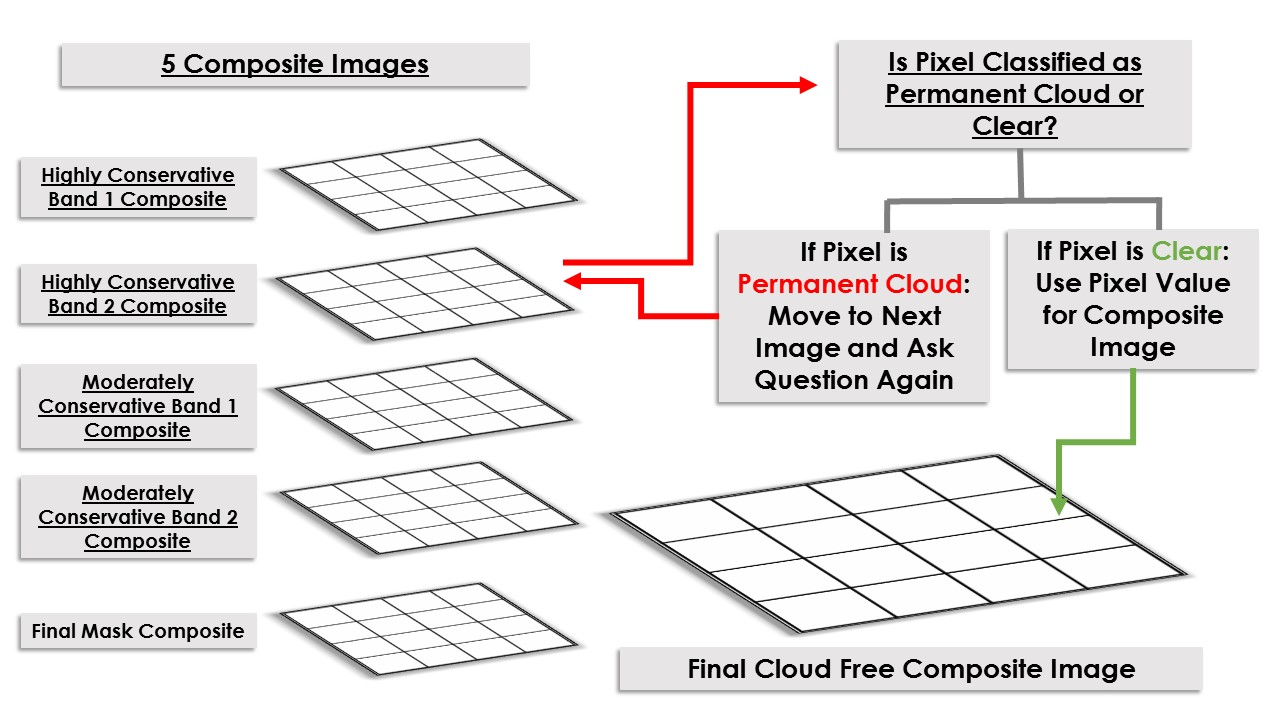 5 Composite Images
Highly Conservative
Band 1 Composite
Highly Conservative
Band 2 Composite
Moderately
Conservative Band 1
Composite
Moderately
Conservative Band 2
Composite
Final Mask Composite
Is Pixel Classified as
Permanent Cloud or
Clear?
If Pixel is
Permanent Cloud:
Move to Next
Image and Ask
Question Again
If Pixel is Clear:
Use Pixel Value
for Composite
Image
Final Cloud Free Composite Image